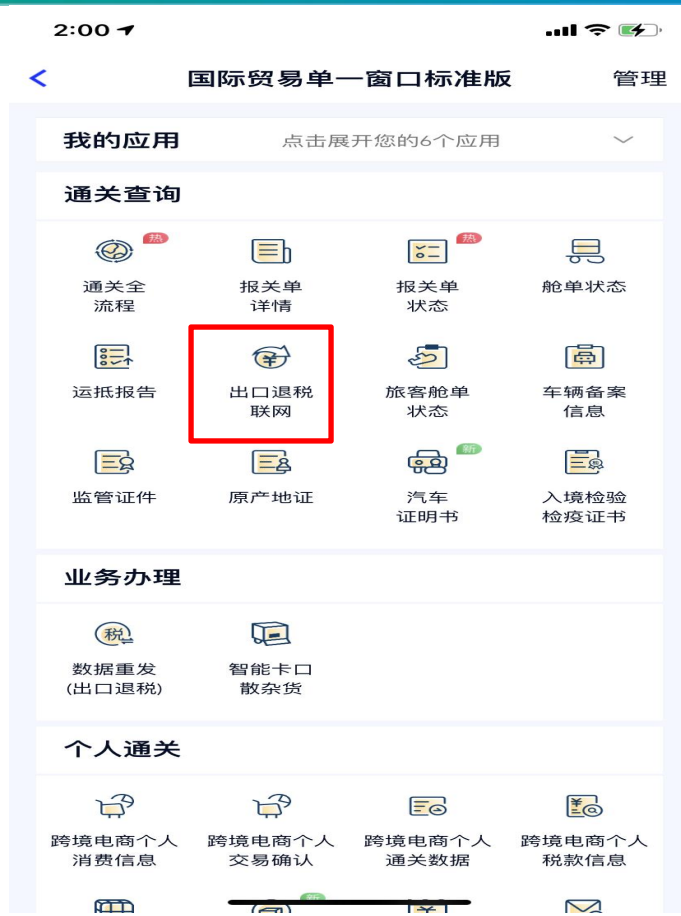 2:00
国际贸易单一窗口标准版 管理
我的应用 点击展开您的6个应用
通关查询
热 热
通关全 报关单 报关单 舱单状态
流程 详情 状态
运抵报告 出口退税 旅客舱单 车辆备案
联网 状态 信息
新
监管证件 原产地证 汽车 入境检验
证明书 检疫证书
业务办理
税
数据重发 智能卡口
(出口退税) 散杂货
个人通关
跨境电商个人 跨境电商个人 跨境电商个人 跨境电商个人
消费信息 交易确认 通关数据 税款信息